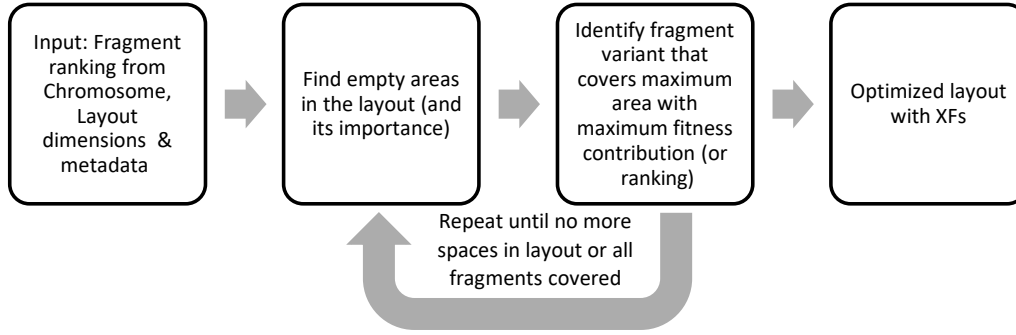 Input: Fragment
ranking from
Chromosome,
Layout
dimensions &
metadata
Find empty areas
in the layout (and
its importance)
Identify fragment
variant that
covers maximum
area with
maximum fitness
contribution (or
ranking)
Optimized layout
with XFs
Repeat until no more
spaces in layout or all
fragments covered